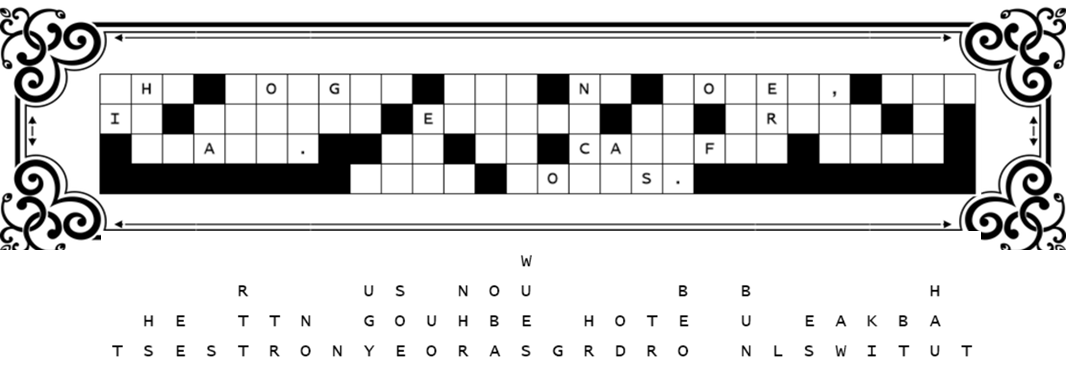 H O G N O E ,
I E R
A . C A F
O S .
W
R U S N O U B B H
H E T T N G O U H B E H O T E U E A K B A
T S E S T R O N Y E O R A S G R D R O N L S W I T U T